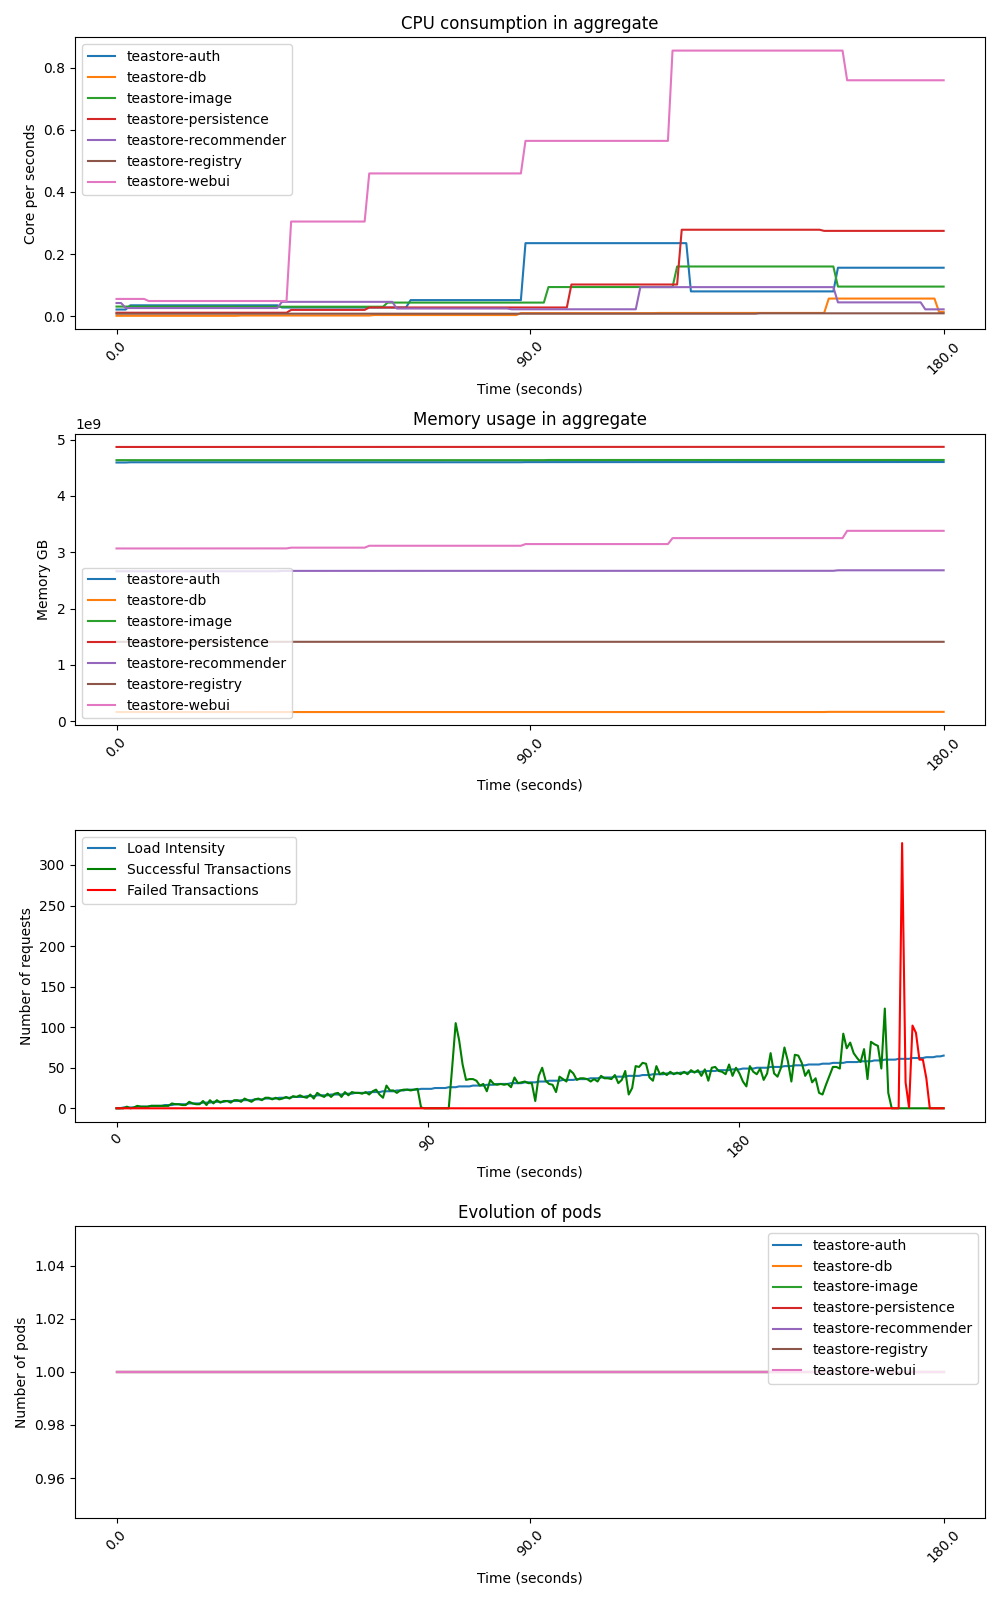 CPU consumption in aggregate
teastore-auth
teastore-db
teastore-image
teastore-persistence
teastore-recommender
teastore-registry
teastore-webui
0.8
0.6
0.4
0.2
0.0
Core per seconds
0.0
90.0
180.0
Time (seconds)
Memory usage in aggregate
1e9
5
4
3
2
1
0
Memory GB
teastore-auth
teastore-db
teastore-image
teastore-persistence
teastore-recommender
teastore-registry
teastore-webui
0.0
90.0
180.0
Time (seconds)
Load Intensity
Successful Transactions
Failed Transactions
300
250
200
150
100
50
0
Number of requests
0
90
180
Time (seconds)
Evolution of pods
teastore-auth
teastore-db
teastore-image
teastore-persistence
teastore-recommender
teastore-registry
teastore-webui
1.04
1.02
1.00
0.98
0.96
Number of pods
0.0
90.0
180.0
Time (seconds)